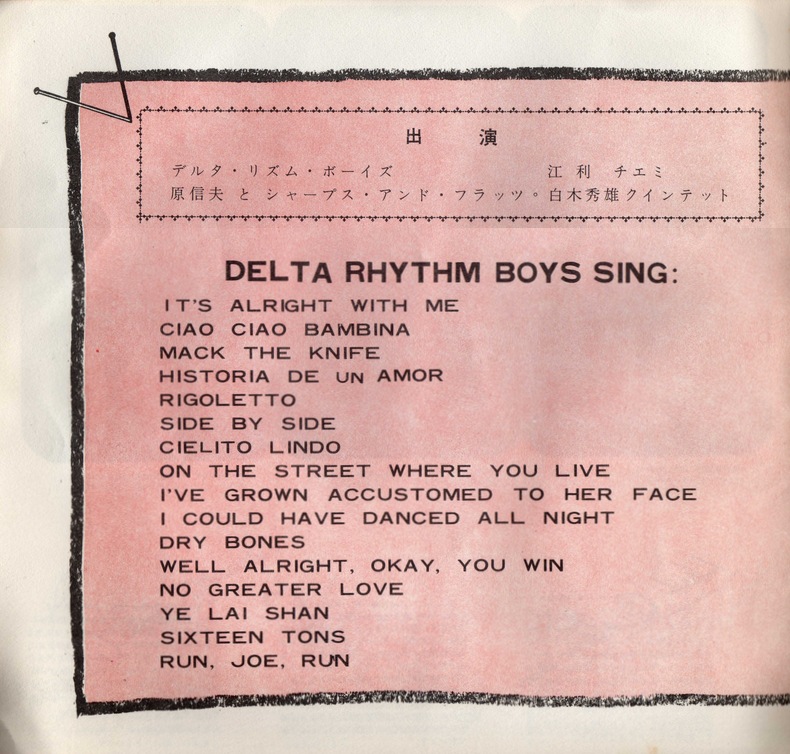 出 演
デルタ・リズム・ボーイズ 江利 チエミ
原信夫 と シャープス・アンド・フラッツ。白木秀雄クインテット
DELTA RHYTHM BOYS SING:
IT'S ALRIGHT WITH ME
CIAO CIAO BAMBINA
MACK THE KNIFE
HISTORIA DE UN AMOR
RIGOLETTO
SIDE BY SIDE
CIELITO LINDO
ON THE STREET WHERE YOU LIVE
I'VE GROWN ACCUSTOMED TO HER FACE
I COULD HAVE DANCED ALL NIGHT
DRY BONES
WELL ALRIGHT, OKAY, YOU WIN
NO GREATER LOVE
YE LAI SHAN
SIXTEEN TONS
RUN, JOE, RUN